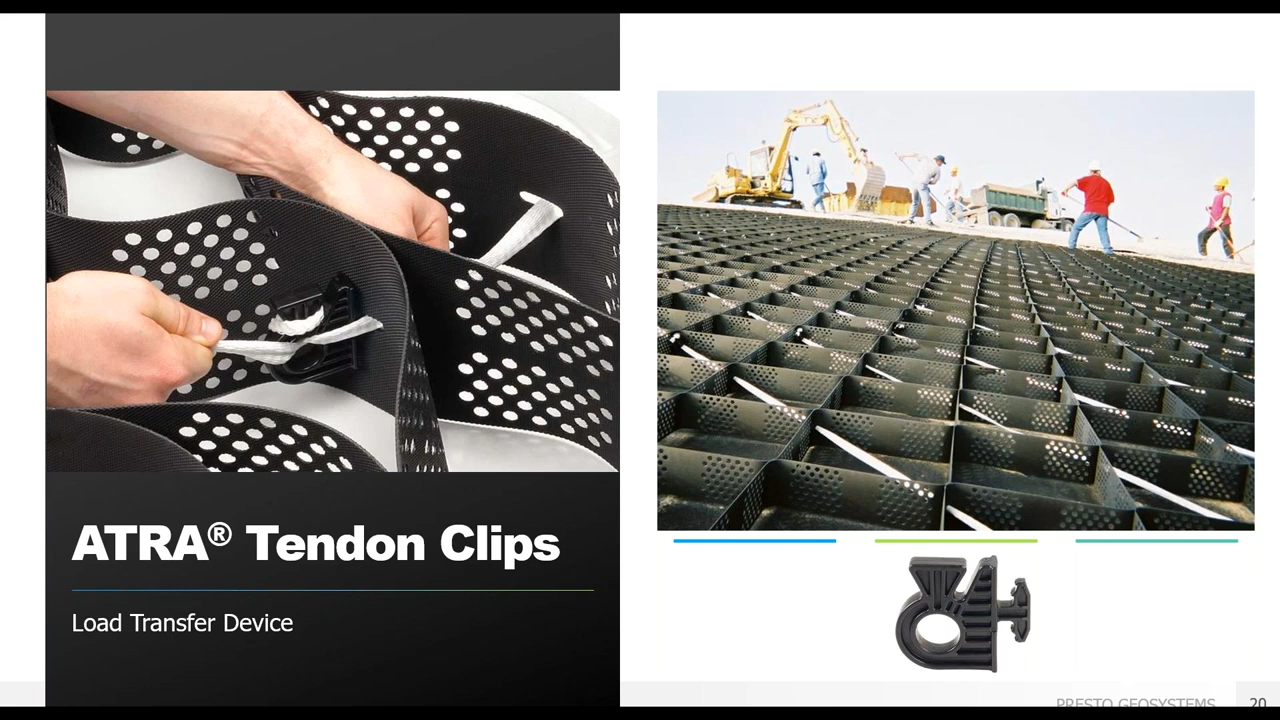 ATRA® Tendon Clips
Load Transfer Device
PRESTO GEOSYSTEMS
20